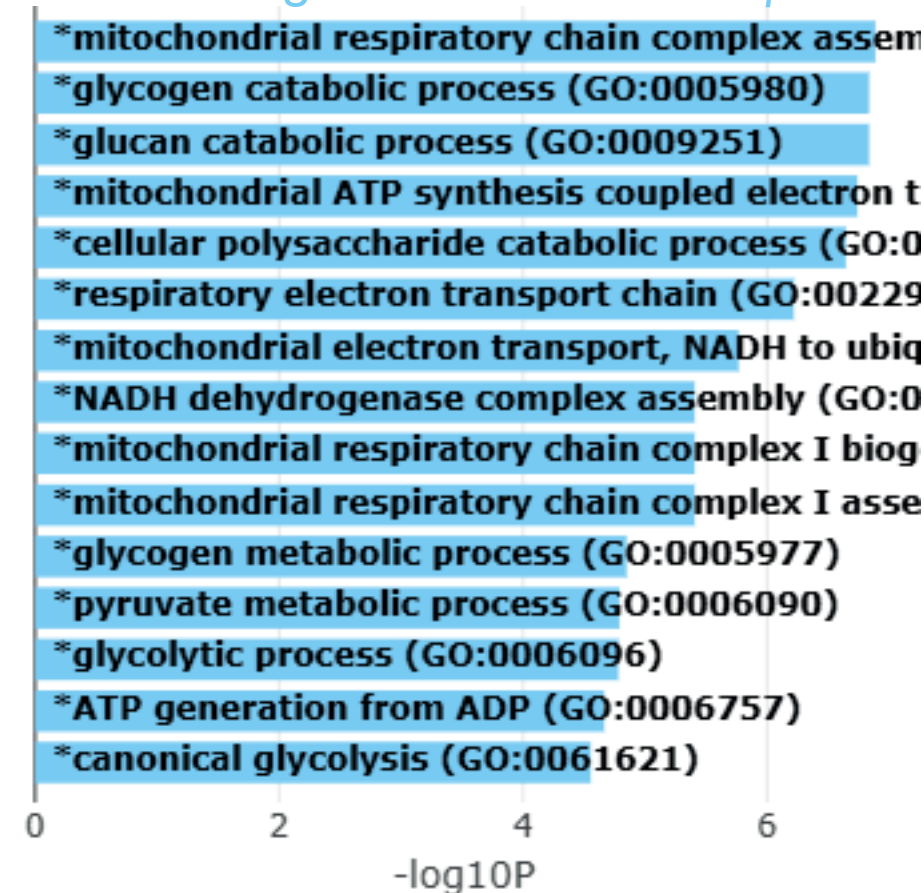 *mitochondrial respiratory chain complex assem
*glycogen catabolic process (GO:0005980)
*glucan catabolic process (GO:0009251)
*mitochondrial ATP synthesis coupled electron t
*cellular polysaccharide catabolic process (GO:0
*respiratory electron transport chain (GO:00229
*mitochondrial electron transport, NADH to ubiq
*NADH dehydrogenase complex assembly (GO:0
*mitochondrial respiratory chain complex I biog
*mitochondrial respiratory chain complex I asse
*glycogen metabolic process (GO:0005977)
*pyruvate metabolic process (GO:0006090)
*glycolytic process (GO:0006096)
*ATP generation from ADP (GO:0006757)
*canonical glycolysis (GO:0061621)
0 2 4 6
-log10P